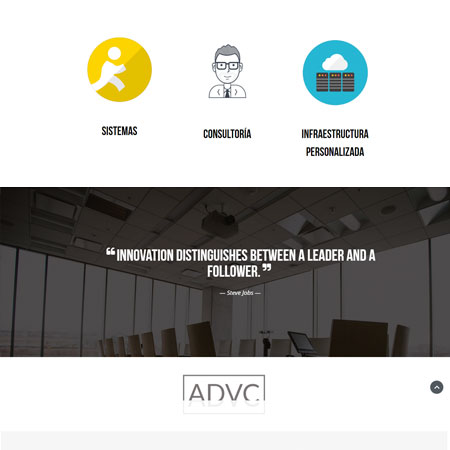 SISTEMAS
CONSULTORÍA
INFRAESTRUCTURA
PERSONALIZADA
❝INNOVATION DISTINGUISHES BETWEEN A LEADER AND A
FOLLOWER.❞
— Steve Jobs —
ADVC